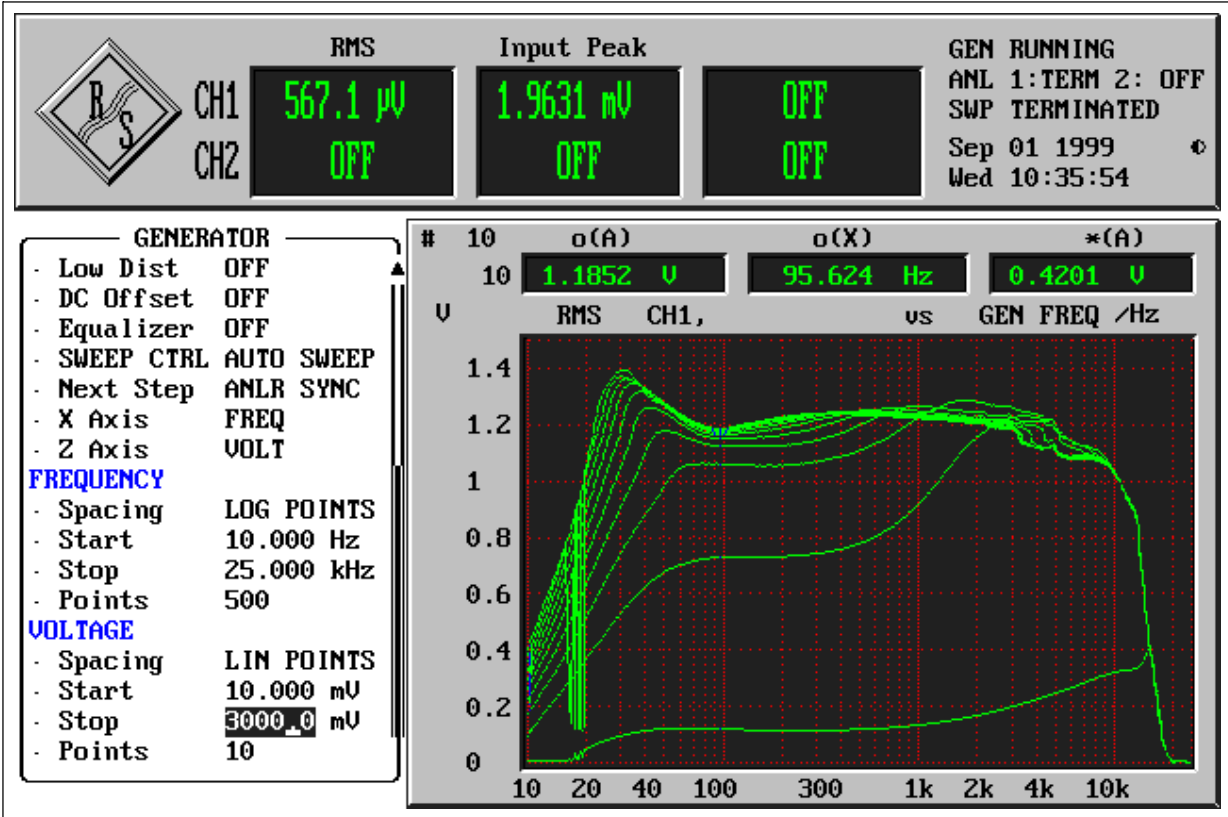 RMS Input Peak
CH1 567.1 µV 1.9631 mV OFF
CH2 OFF OFF OFF
R
S
GEN RUNNING
ANL 1:TERM 2: OFF
SWP TERMINATED
Sep 01 1999
Wed 10:35:54
GENERATOR
· Low Dist OFF
· DC Offset OFF
· Equalizer OFF
· SWEEP CTRL AUTO SWEEP
· Next Step ANLR SYNC
· X Axis FREQ
· Z Axis VOLT
FREQUENCY
· Spacing LOG POINTS
· Start 10.000 Hz
· Stop 25.000 kHz
· Points 500
VOLTAGE
· Spacing LIN POINTS
· Start 10.000 mV
· Stop 3000.0 mV
· Points 10
# 10 o(A) o(X) *(A)
10 1.1852 V 95.624 Hz 0.4201 V
V RMS CH1, vs GEN FREQ /Hz
1.4
1.2
1
0.8
0.6
0.4
0.2
0
10 20 40 100 300 1k 2k 4k 10k